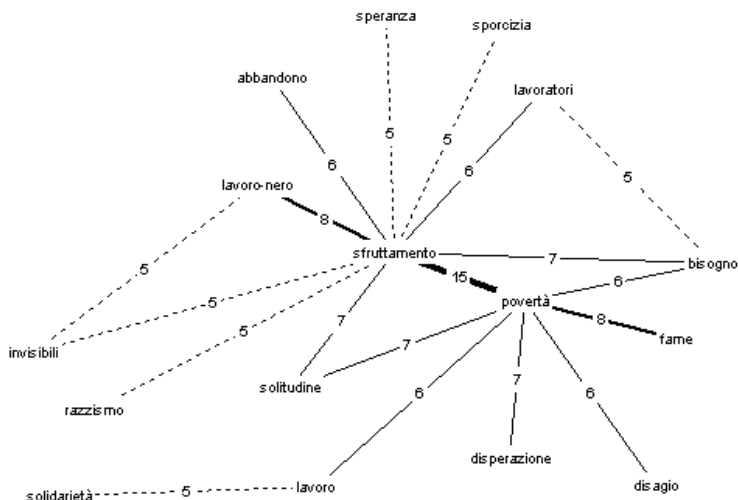 speranza
sporcizia
abbandono
lavoratori
5
5
6
6
lavoro-nero
5
8
sfruttamento
7
bisogno
5
15
6
5
povertà
5
7
8
fame
invisibili
7
solitudine
razzismo
6
7
6
disperazione
lavoro
disagio
solidarietà
5